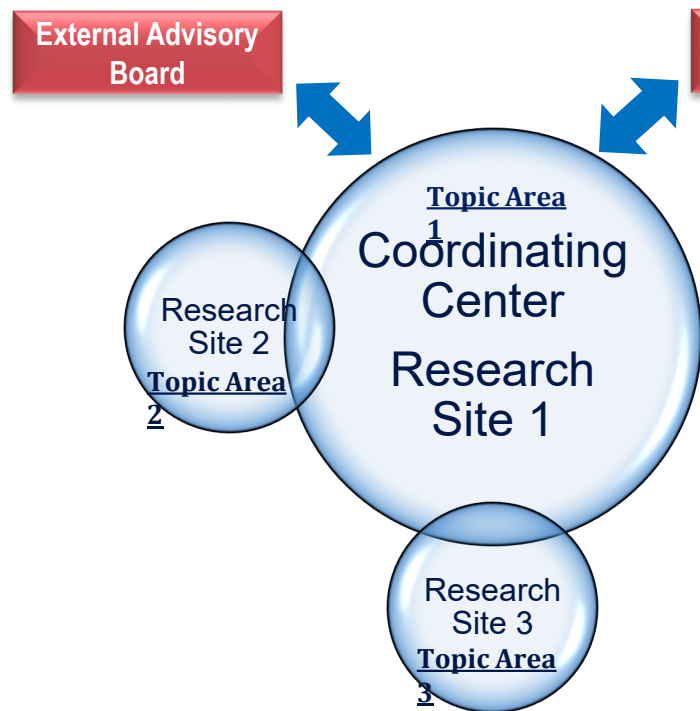 External Advisory
Board
Topic Area
1
Coordinating
Center
Research
Site 1
Research
Site 2
Topic Area
2
Research
Site 3
Topic Area
3